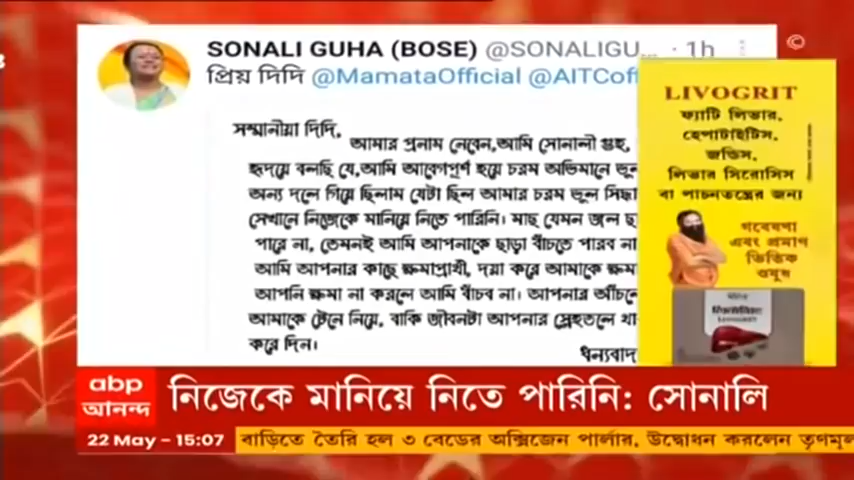 SONALI GUHA (BOSE) @SONALIGU... · 1h
প্রিয় দিদি @MamataOfficial @AITCoff
সম্মানীয়া দিদি,
আমার প্রনাম নেবেন,আমি সোনালী গুহ,
হৃদয়ে বলছি যে,আমি আবেগপূর্ণ হয়ে চরম অভিমানে ভুল
অন্য দলে গিয়ে ছিলাম যেটা ছিল আমার চরম ভুল সিদ্ধা
সেখানে নিজেকে মানিয়ে নিতে পারিনি। মাছ যেমন জল ছা
পারে না, তেমনই আমি আপনাকে ছাড়া বাঁচতে পারব না
আমি আপনার কাছে ক্ষমাপ্রার্থী, দয়া করে আমাকে ক্ষম
আপনি ক্ষমা না করলে আমি বাঁচব না। আপনার আঁচলে
আমাকে টেনে নিয়ে, বাকি জীবনটা আপনার স্নেহতলে থা
করে দিন।
ধন্যবাদ
©
LIVOGRIT
ফ্যাটি লিভার,
হেপাটাইটিস,
জন্ডিস,
লিভার সিরোসিস
বা পাচনতন্ত্রের জন্য
গবেষণা
এবং প্রমাণ
ভিত্তিক
ওষুধ
LIVOGRIT
abp
আনন্দ
নিজেকে মানিয়ে নিতে পারিনি: সোনালি
22 May - 15:07
বাড়িতে তৈরি হল ৩ বেডের অক্সিজেন পার্লার, উদ্বোধন করলেন তৃণমূল